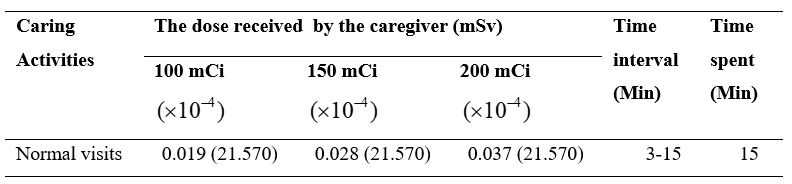 Caring Activities The dose received by the caregiver (mSv) Time interval (Min) Time spent (Min)
100 mCi (×10⁻⁴) 150 mCi (×10⁻⁴) 200 mCi (×10⁻⁴)
Normal visits 0.019 (21.570) 0.028 (21.570) 0.037 (21.570) 3-15 15